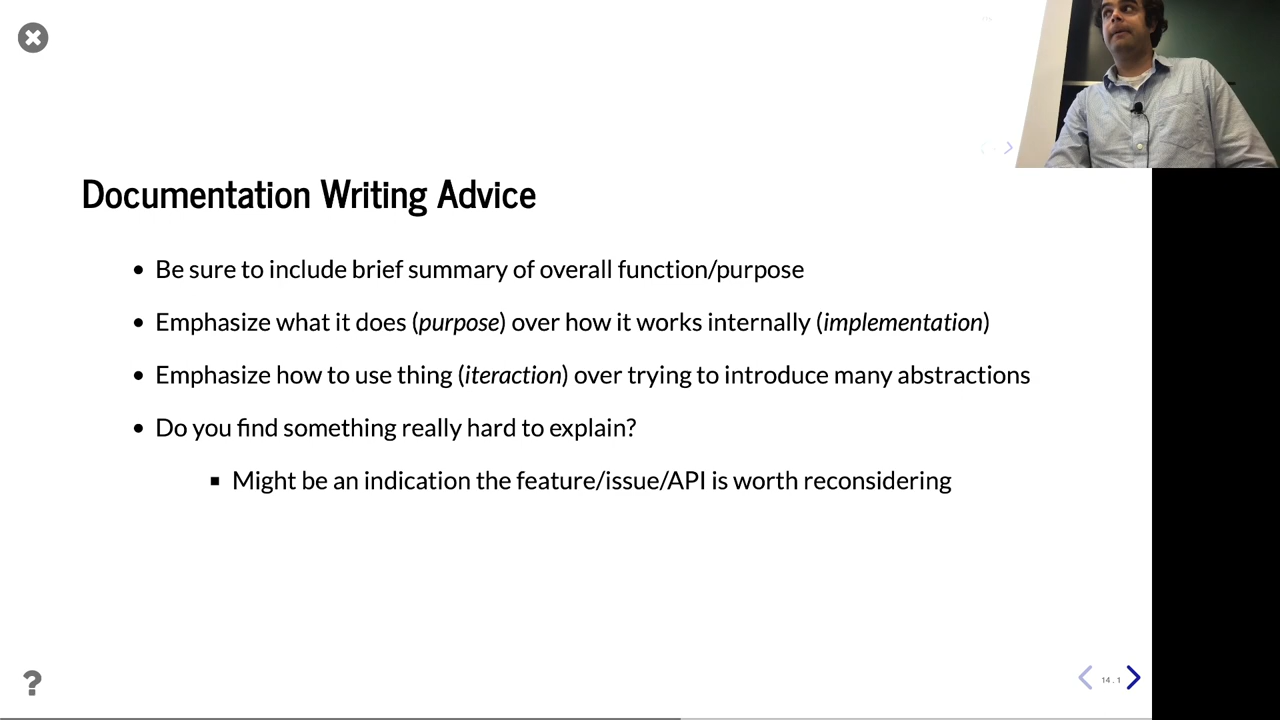 Documentation Writing Advice
• Be sure to include brief summary of overall function/purpose
• Emphasize what it does (purpose) over how it works internally (implementation)
• Emphasize how to use thing (iteraction) over trying to introduce many abstractions
• Do you find something really hard to explain?
▪ Might be an indication the feature/issue/API is worth reconsidering
?
14.1